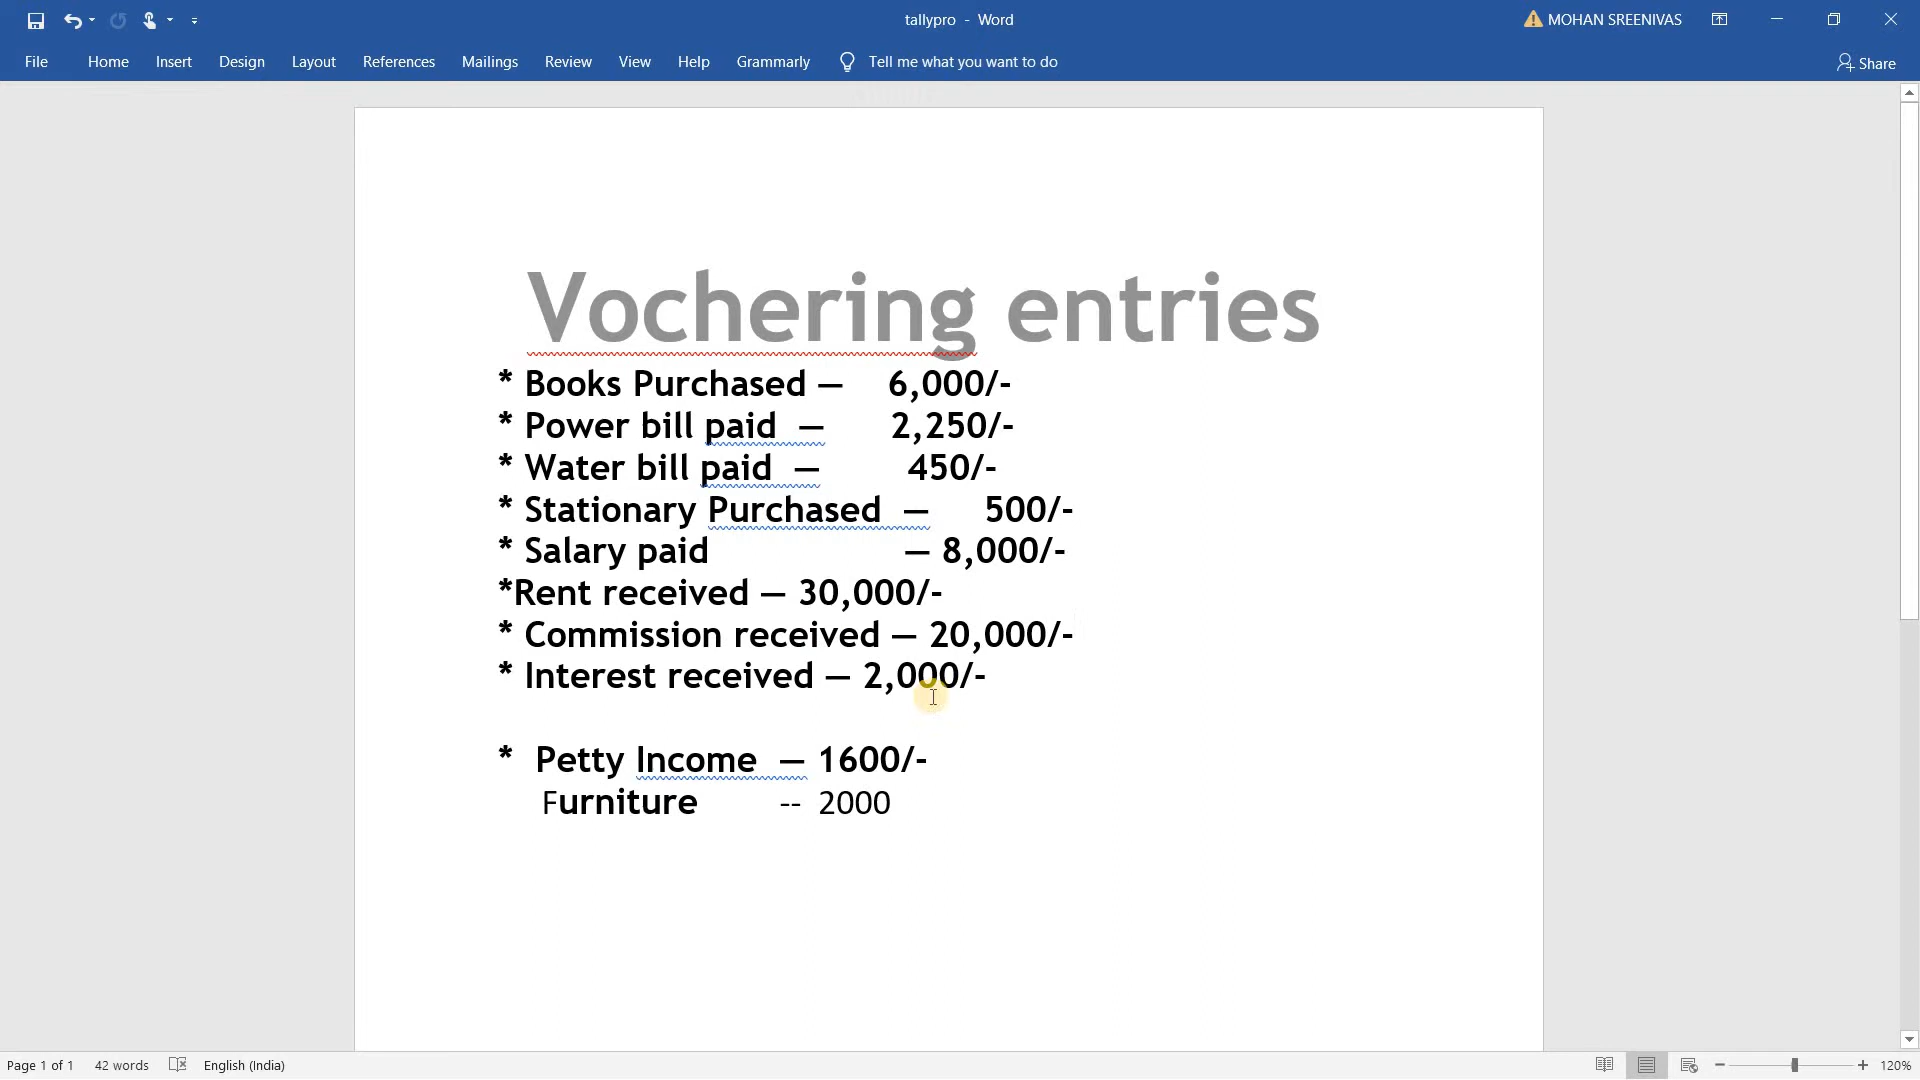 tallypro - Word
MOHAN SREENIVAS
File Home Insert Design Layout References Mailings Review View Help Grammarly Tell me what you want to do Share
Vochering entries
* Books Purchased — 6,000/-
* Power bill paid — 2,250/-
* Water bill paid — 450/-
* Stationary Purchased — 500/-
* Salary paid — 8,000/-
*Rent received — 30,000/-
* Commission received — 20,000/-
* Interest received — 2,000/-
* Petty Income — 1600/-
Furniture -- 2000
Page 1 of 1 42 words English (India) 120%